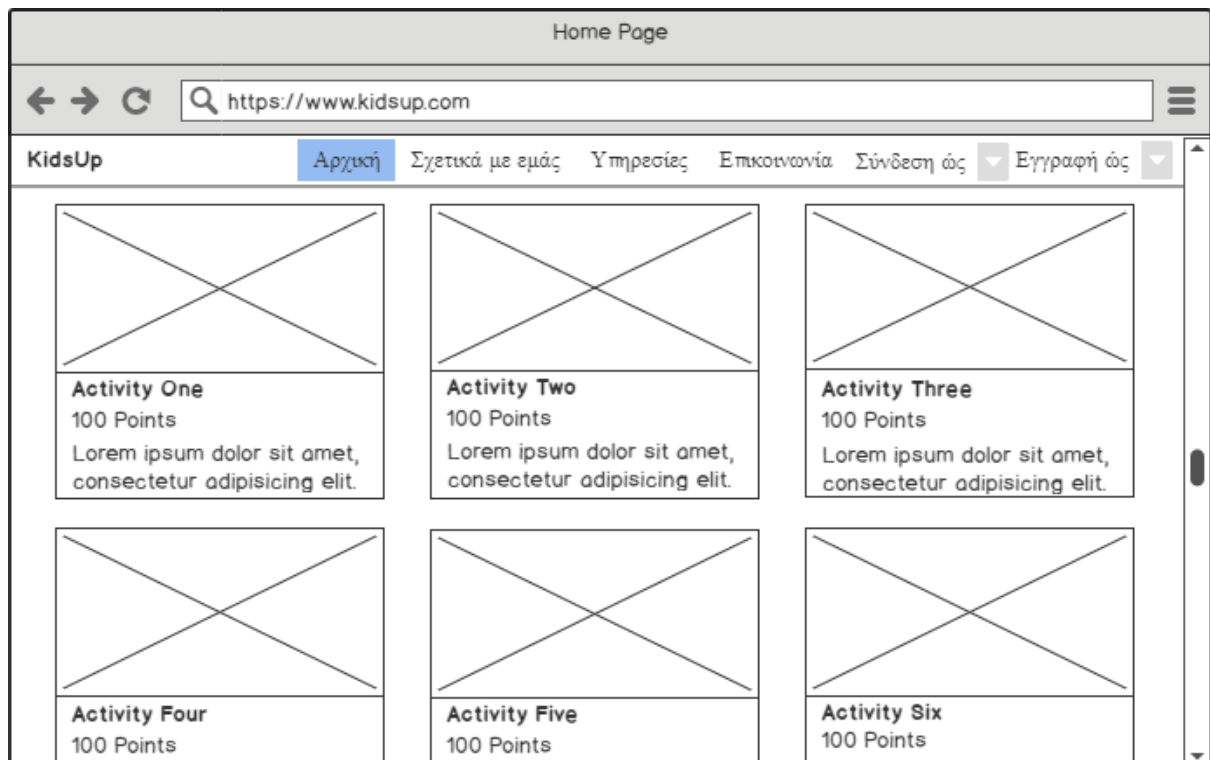 Home Page
https://www.kidsup.com
KidsUp Αρχική Σχετικά με εμάς Υπηρεσίες Επικοινωνία Σύνδεση ώς Εγγραφή ώς
Activity One
100 Points
Lorem ipsum dolor sit amet,
consectetur adipisicing elit.
Activity Two
100 Points
Lorem ipsum dolor sit amet,
consectetur adipisicing elit.
Activity Three
100 Points
Lorem ipsum dolor sit amet,
consectetur adipisicing elit.
Activity Four
100 Points
Activity Five
100 Points
Activity Six
100 Points